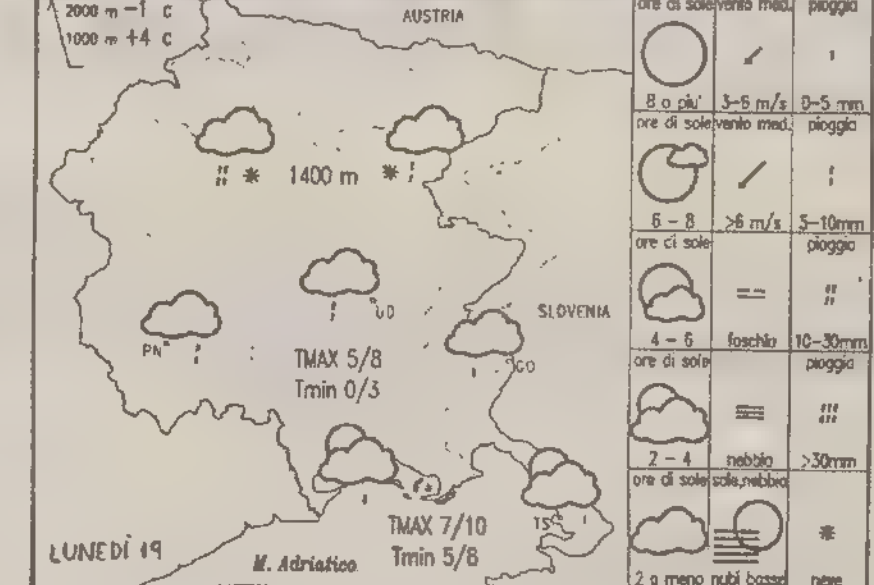 2000 m -1 C
1000 m +4 C
AUSTRIA
1400 m
UD
PN
SLOVENIA
GO
TMAX 5/8
Tmin 0/3
TS
TMAX 7/10
Tmin 5/8
LUNEDÌ 19
M. Adriatico
ore di sole vento med. pioggia
8 o piu' 3-6 m/s 0-5 mm
ore di sole vento med. pioggia
6 - 8 >6 m/s 5-10mm
ore di sole pioggia
4 - 6 foschia 10-30mm
ore di sole pioggia
2 - 4 nebbia >30mm
ore di sole sole,nebbia
2 o meno nubi basse neve